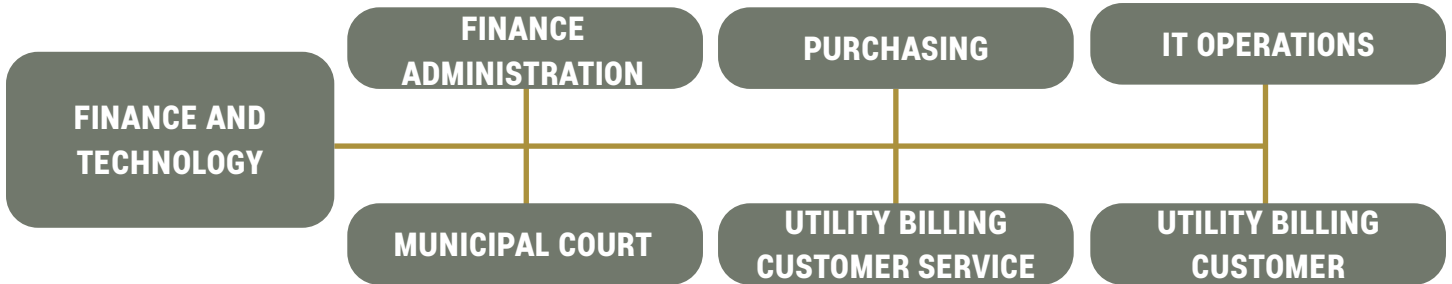 FINANCE AND
TECHNOLOGY
FINANCE
ADMINISTRATION
PURCHASING
IT OPERATIONS
MUNICIPAL COURT
UTILITY BILLING
CUSTOMER SERVICE
UTILITY BILLING
CUSTOMER